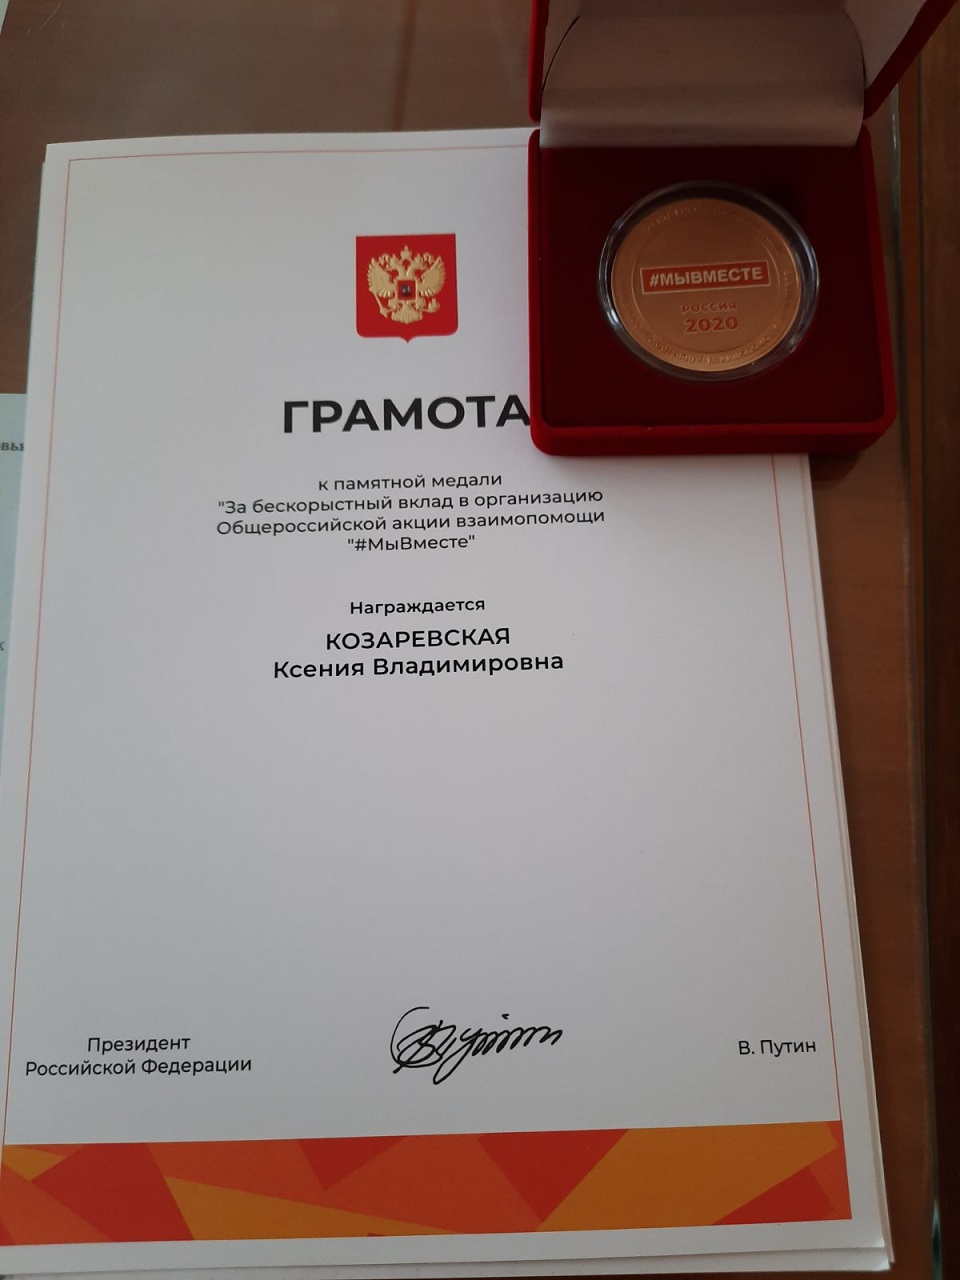 #МЫВМЕСТЕ
РОССИЯ
2020
ГРАМОТА
к памятной медали
"За бескорыстный вклад в организацию
Общероссийской акции взаимопомощи
"#МыВместе"
Награждается
КОЗАРЕВСКАЯ
Ксения Владимировна
Президент
Российской Федерации
В. Путин